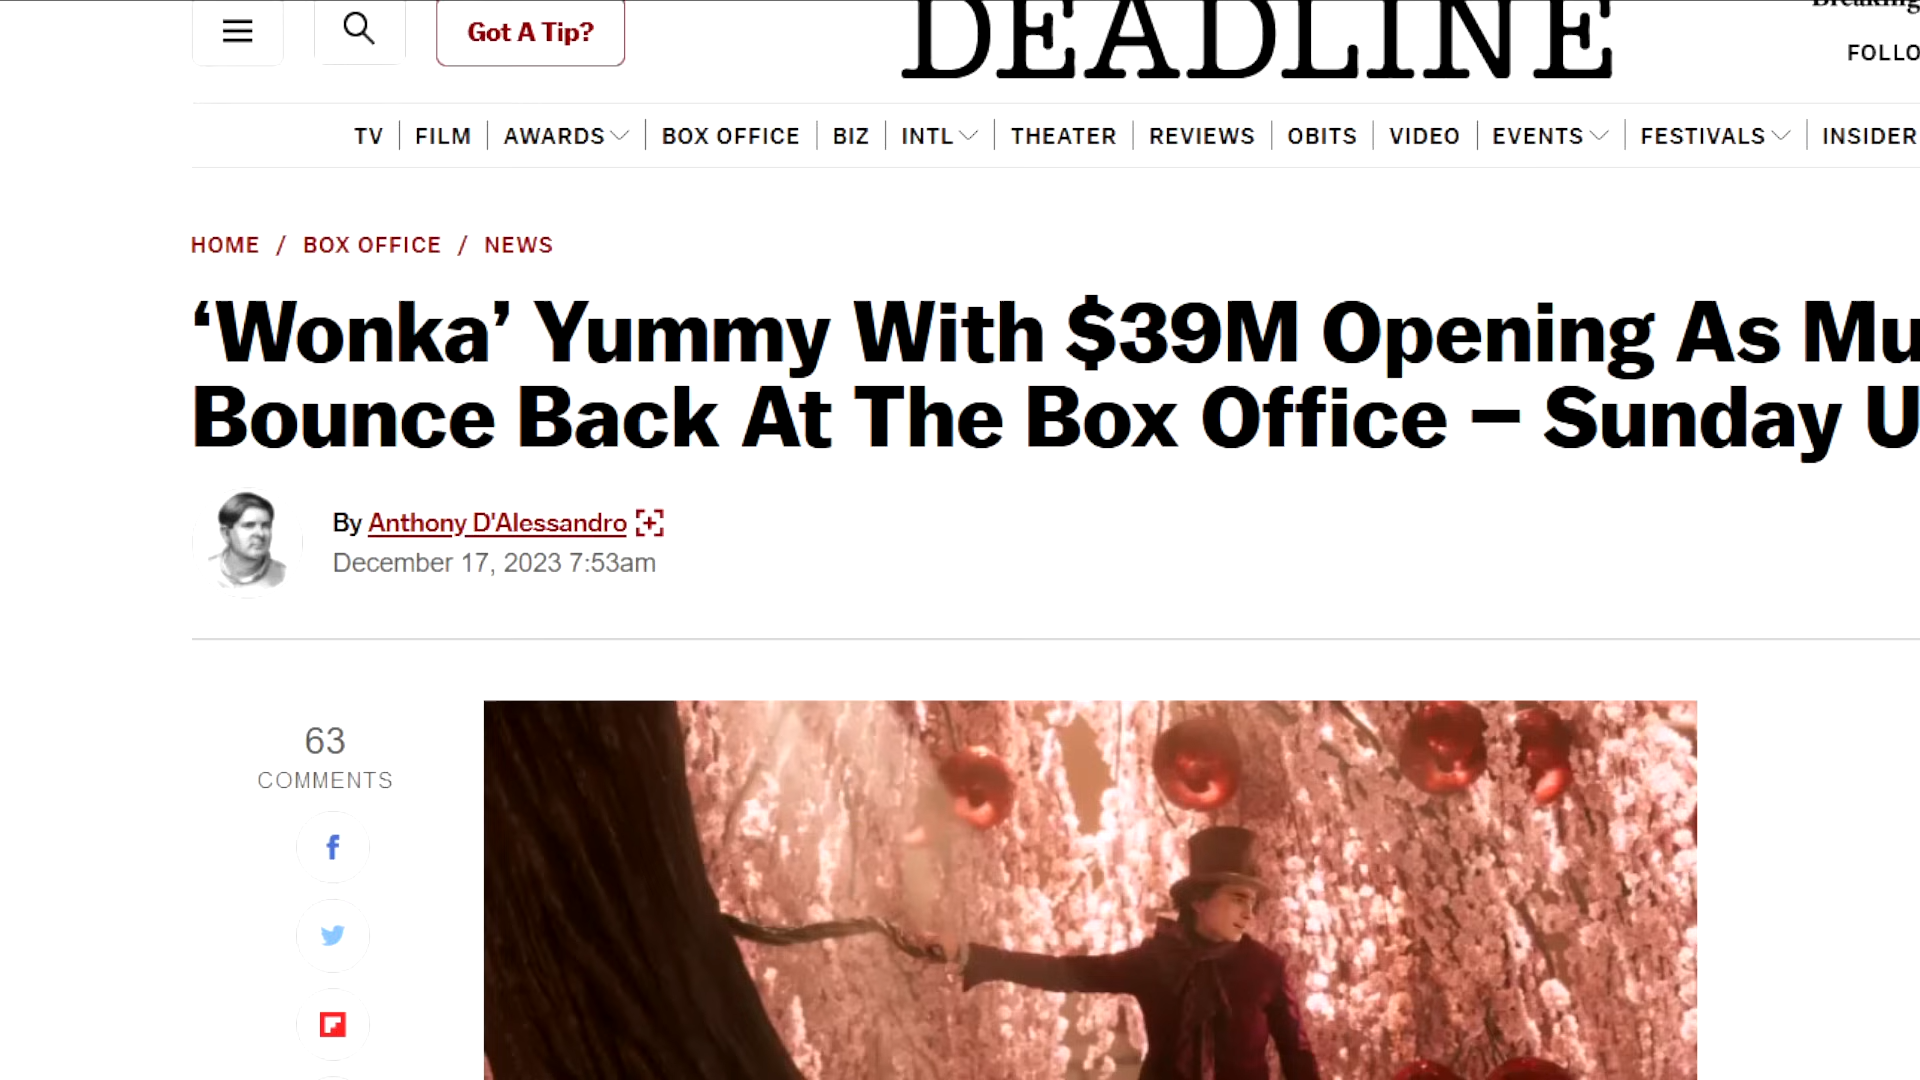 Got A Tip?
DEADLINE
FOLLO
TV FILM AWARDS BOX OFFICE BIZ INTL THEATER REVIEWS OBITS VIDEO EVENTS FESTIVALS INSIDER
HOME / BOX OFFICE / NEWS
‘Wonka’ Yummy With $39M Opening As Mu
Bounce Back At The Box Office – Sunday U
By Anthony D'Alessandro
December 17, 2023 7:53am
63
COMMENTS